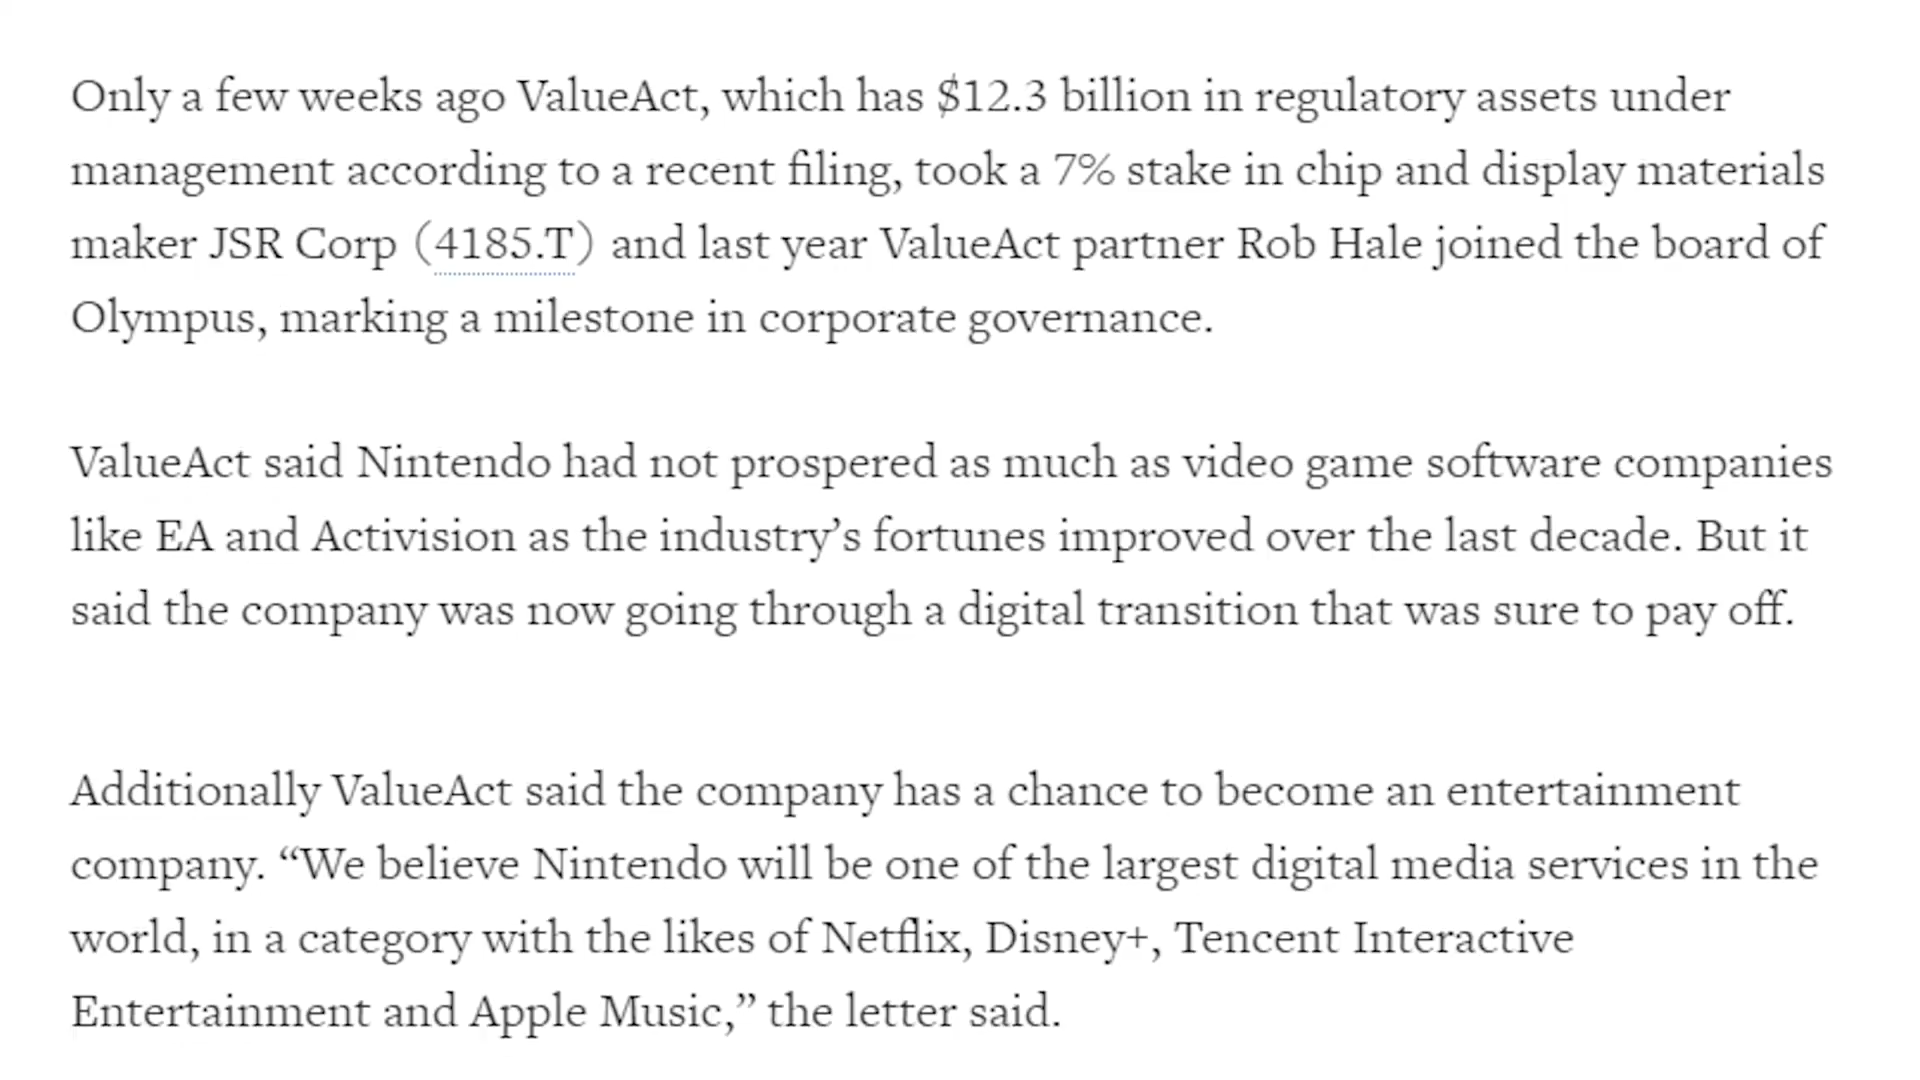 Only a few weeks ago ValueAct, which has $12.3 billion in regulatory assets under
management according to a recent filing, took a 7% stake in chip and display materials
maker JSR Corp (4185.T) and last year ValueAct partner Rob Hale joined the board of
Olympus, marking a milestone in corporate governance.
ValueAct said Nintendo had not prospered as much as video game software companies
like EA and Activision as the industry’s fortunes improved over the last decade. But it
said the company was now going through a digital transition that was sure to pay off.
Additionally ValueAct said the company has a chance to become an entertainment
company. “We believe Nintendo will be one of the largest digital media services in the
world, in a category with the likes of Netflix, Disney+, Tencent Interactive
Entertainment and Apple Music,” the letter said.